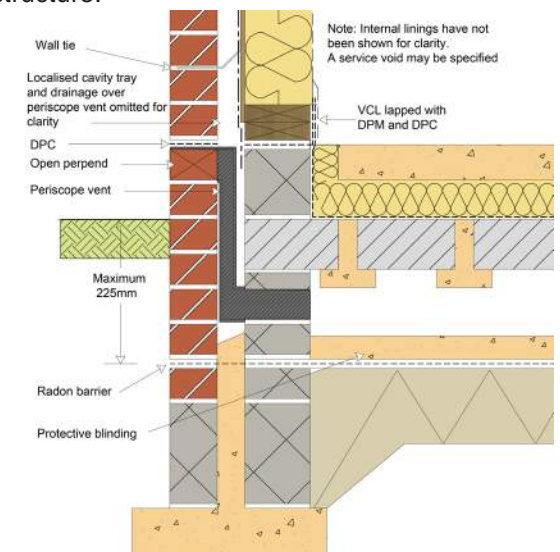 structure.
Wall tie
Note: Internal linings have not
been shown for clarity.
A service void may be specified
Localised cavity tray
and drainage over
periscope vent omitted for
clarity
VCL lapped with
DPM and DPC
DPC
Open perpend
Periscope vent
Maximum
225mm
Radon barrier
Protective blinding